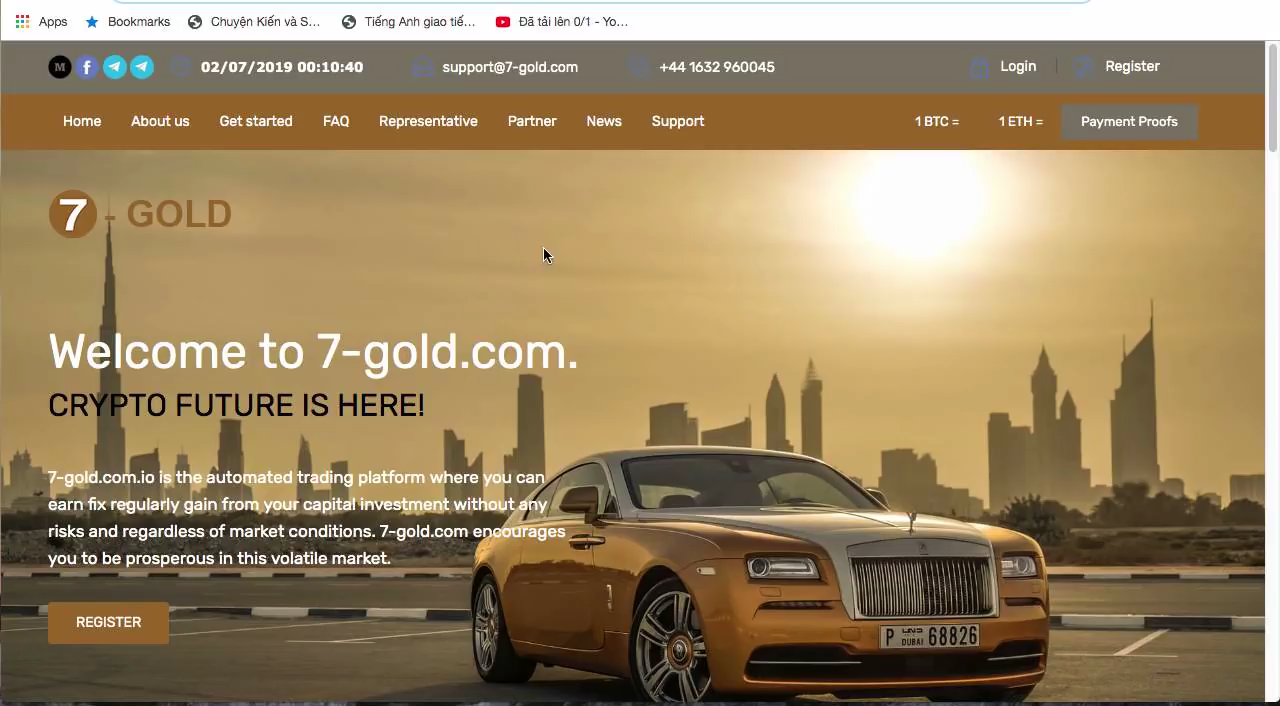 Apps Bookmarks Chuyện Kiến và S... Tiếng Anh giao tiế... Đã tải lên 0/1 - Yo...
M f 02/07/2019 00:10:40 support@7-gold.com +44 1632 960045 Login Register
Home About us Get started FAQ Representative Partner News Support 1 BTC = 1 ETH = Payment Proofs
7 - GOLD
Welcome to 7-gold.com.
CRYPTO FUTURE IS HERE!
7-gold.com.io is the automated trading platform where you can
earn fix regularly gain from your capital investment without any
risks and regardless of market conditions. 7-gold.com encourages
you to be prosperous in this volatile market.
REGISTER
P DUBAI 68826